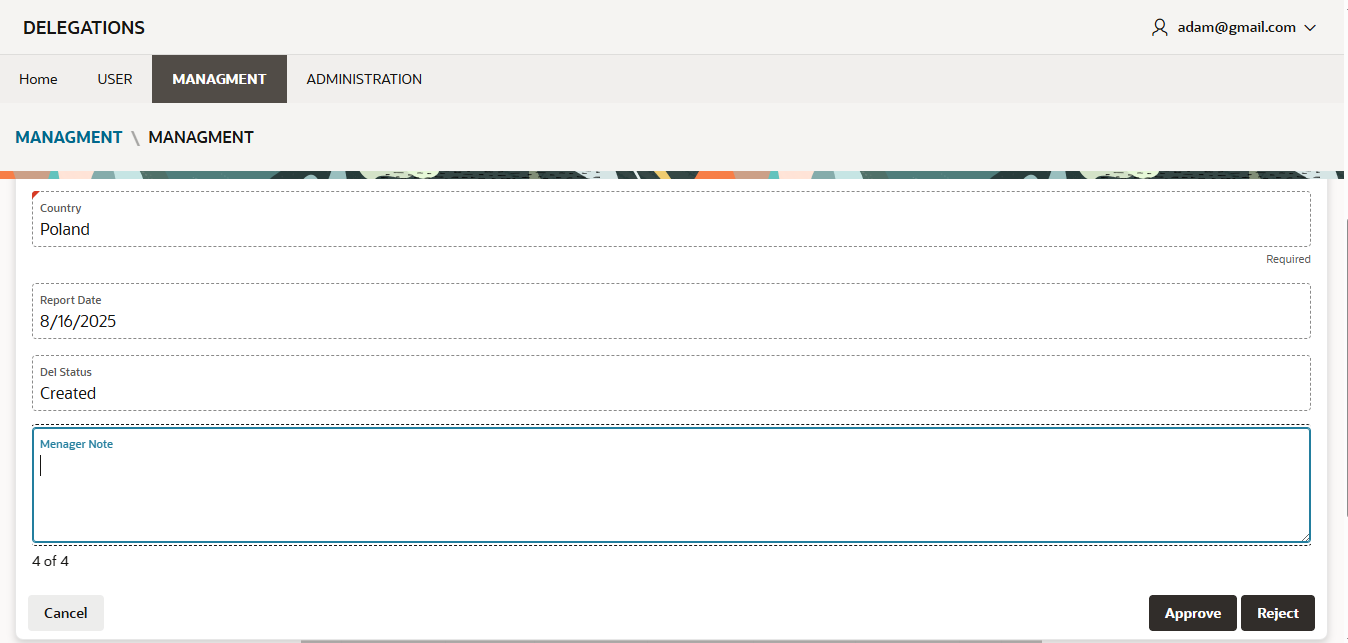 DELEGATIONS
adam@gmail.com
Home USER MANAGMENT ADMINISTRATION
MANAGMENT \ MANAGMENT
Country
Poland
Required
Report Date
8/16/2025
Del Status
Created
Menager Note
4 of 4
Cancel Approve Reject